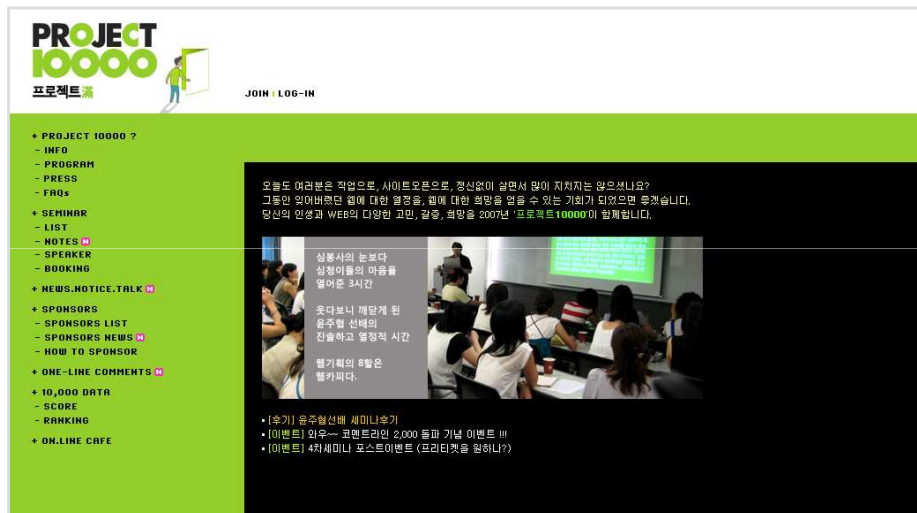 PROJECT
10000
프로젝트滿
JOIN : LOG-IN
+ PROJECT 10000 ?
- INFO
- PROGRAM
- PRESS
- FAQs
+ SEMINAR
- LIST
- NOTES N
- SPEAKER
- BOOKING
+ NEWS.NOTICE.TALK N
+ SPONSORS
- SPONSORS LIST
- SPONSORS NEWS N
- HOW TO SPONSOR
+ ONE-LINE COMMENTS N
+ 10,000 DATA
- SCORE
- RANKING
+ ON.LINE CAFE
오늘도 여러분은 작업으로, 사이트오픈으로, 정신없이 살면서 많이 지치지는 않으셨나요?
그동안 잊어버렸던 웹에 대한 열정을, 웹에 대한 희망을 얻을 수 있는 기회가 되었으면 좋겠습니다.
당신의 인생과 WEB의 다양한 고민, 갈증, 희망을 2007년 '프로젝트10000'이 함께합니다.
심봉사의 눈보다
심청이들의 마음을
열어준 3시간
웃다보니 깨닫게 된
윤주협 선배의
진솔하고 열정적 시간
웹기획의 8할은
웹카피다.
[후기] 윤주협선배 세미나후기
[이벤트] 와우~~ 코멘트라인 2,000 돌파 기념 이벤트 !!!
[이벤트] 4차세미나 포스트이벤트 (프리티켓을 원하나?)